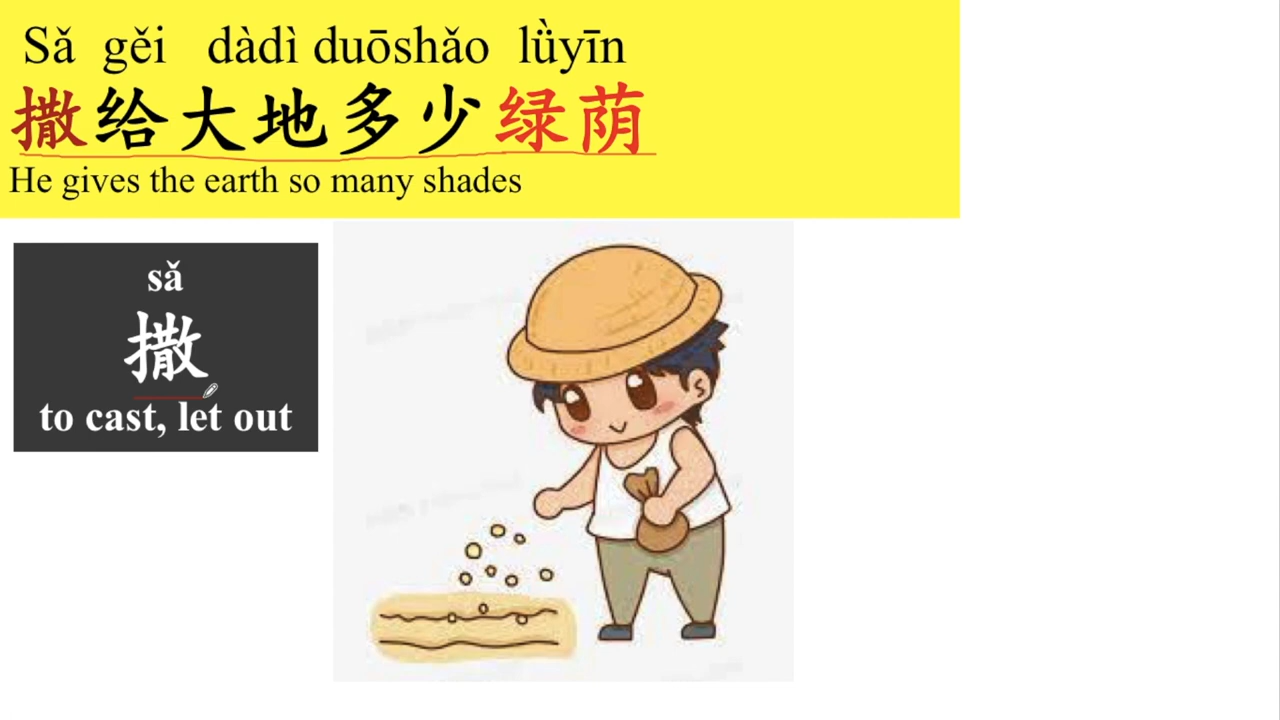 Sǎ gěi dàdì duōshǎo lǜyīn
撒给大地多少绿荫
He gives the earth so many shades
sǎ
撒
to cast, let out